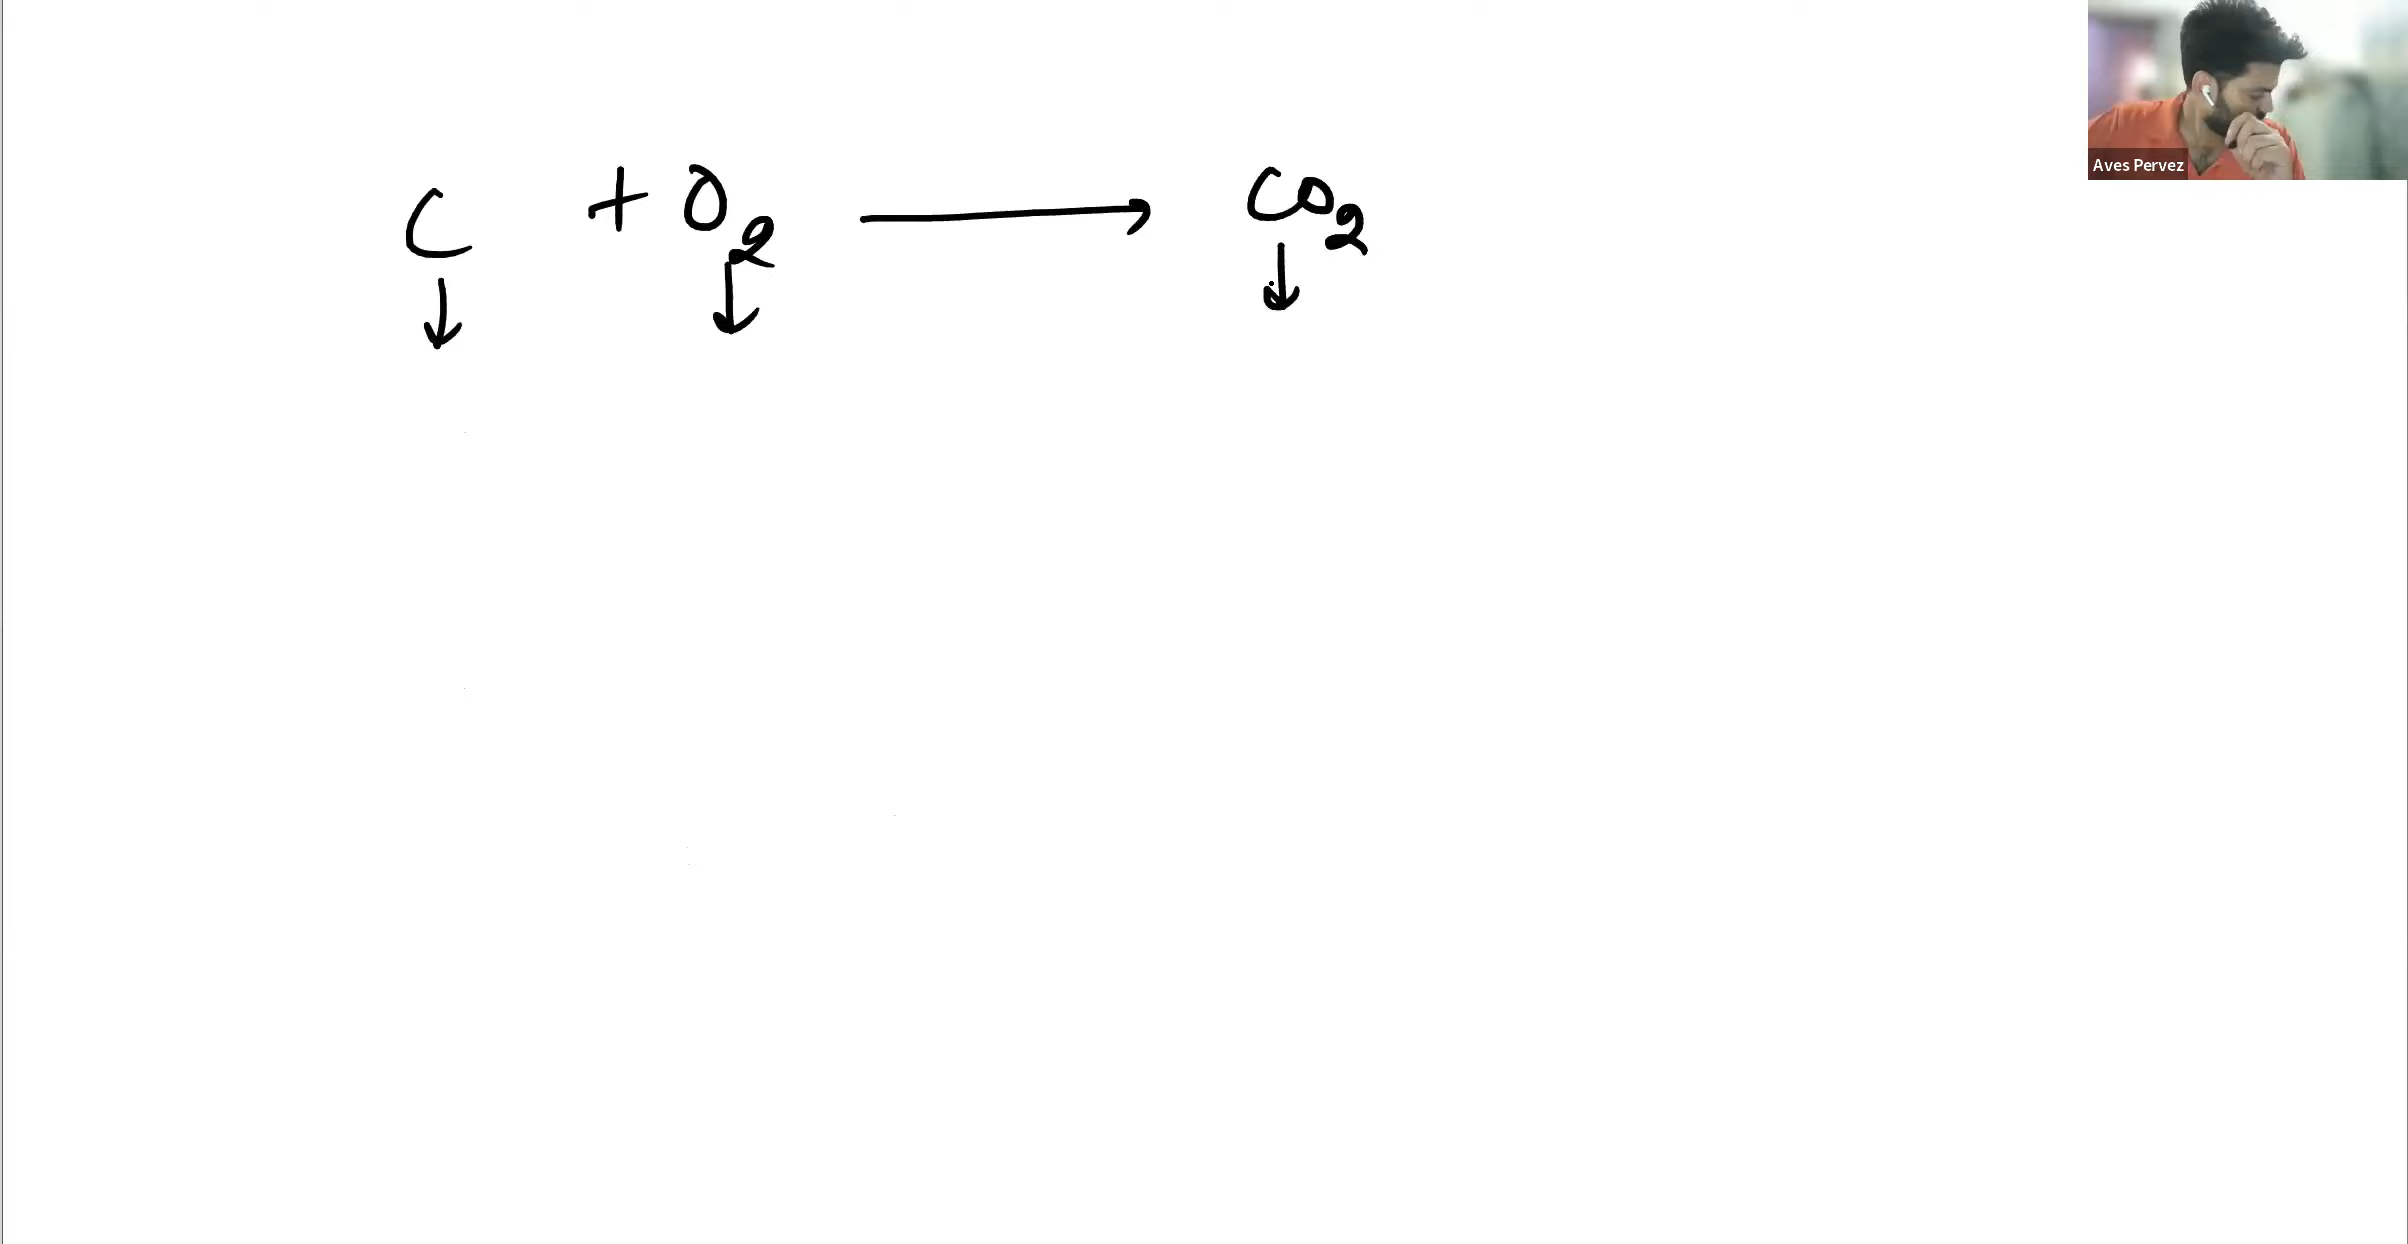 C + O₂ ⟶ CO₂
↓ ↓ ↓
Aves Pervez